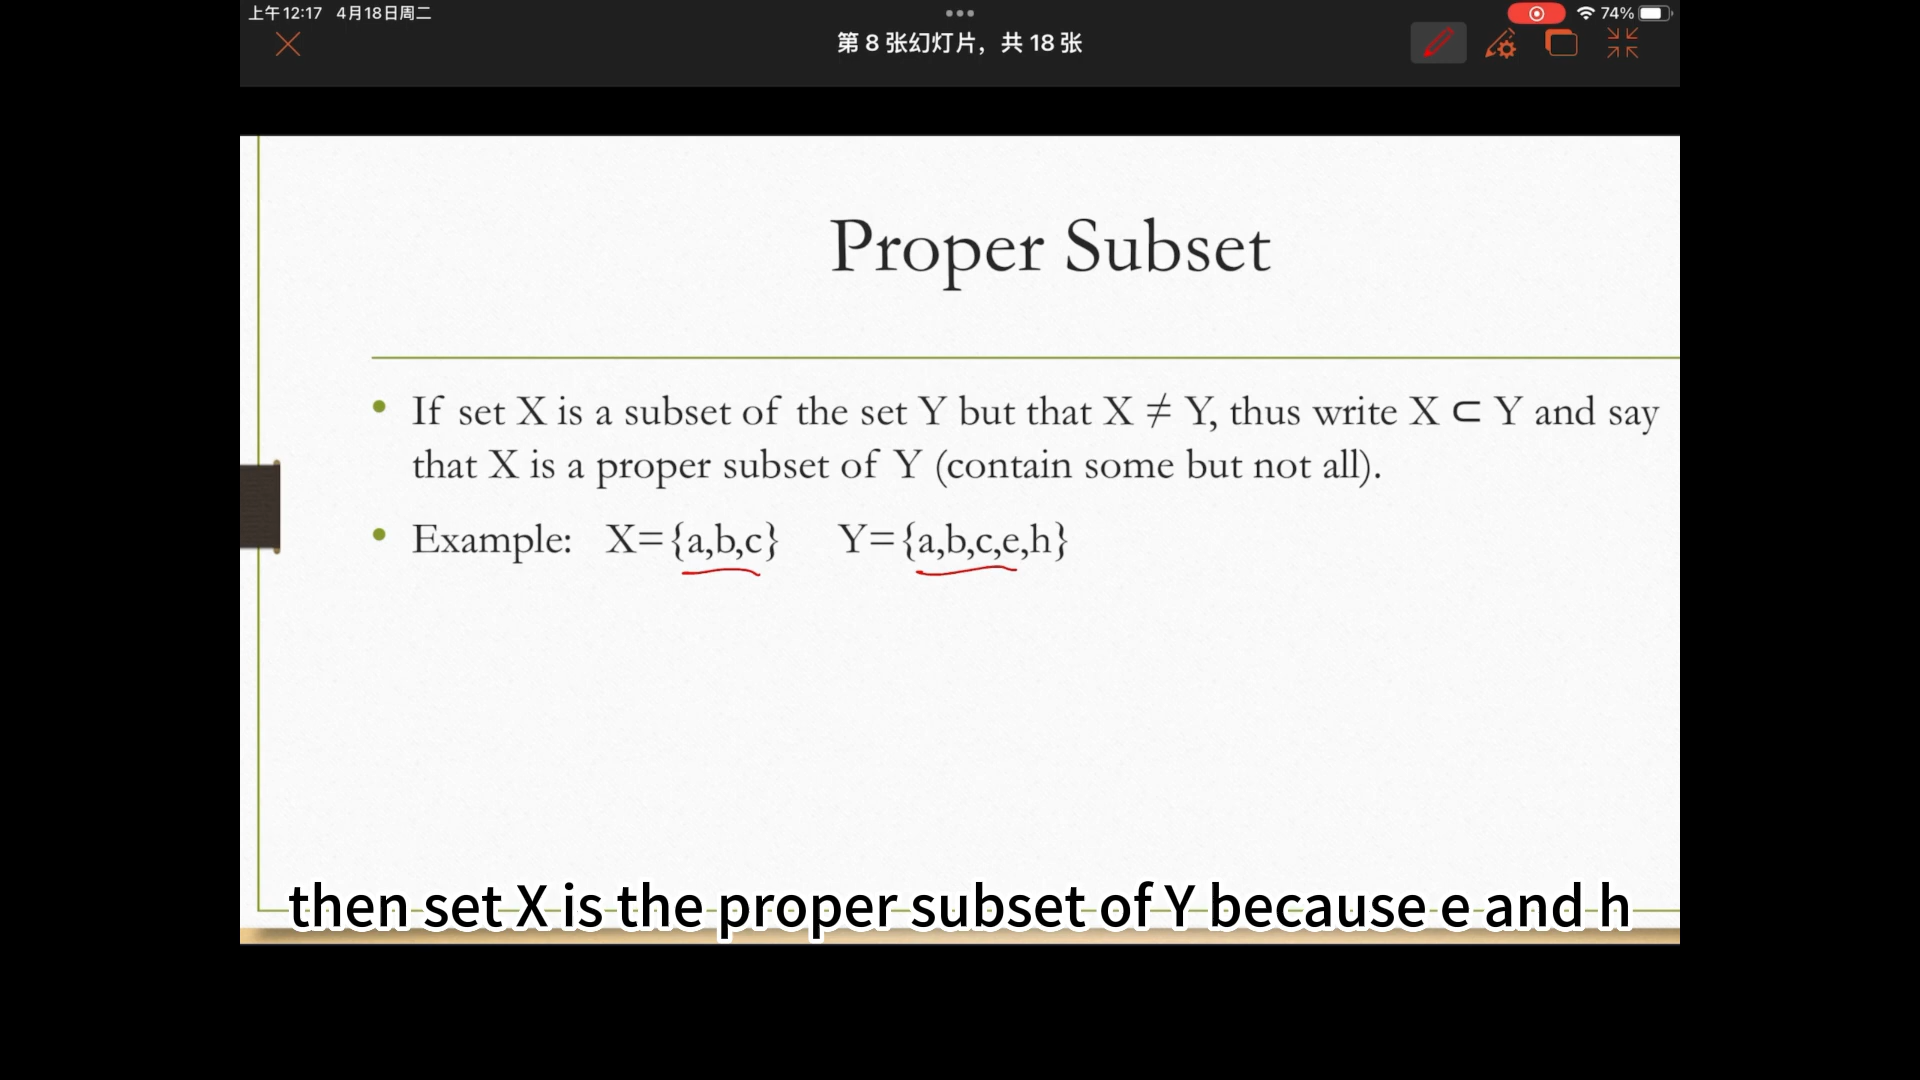 上午12:17 4月18日周二
74%
第 8 张幻灯片，共 18 张
Proper Subset
• If set X is a subset of the set Y but that X ≠ Y, thus write X ⊂ Y and say
that X is a proper subset of Y (contain some but not all).
• Example: X={a,b,c} Y={a,b,c,e,h}
then set X is the proper subset of Y because e and h